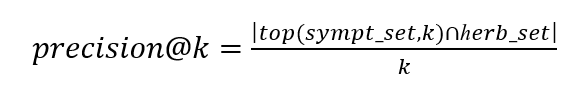 precision@k = |top(sympt_set,k)∩herb_set| / k